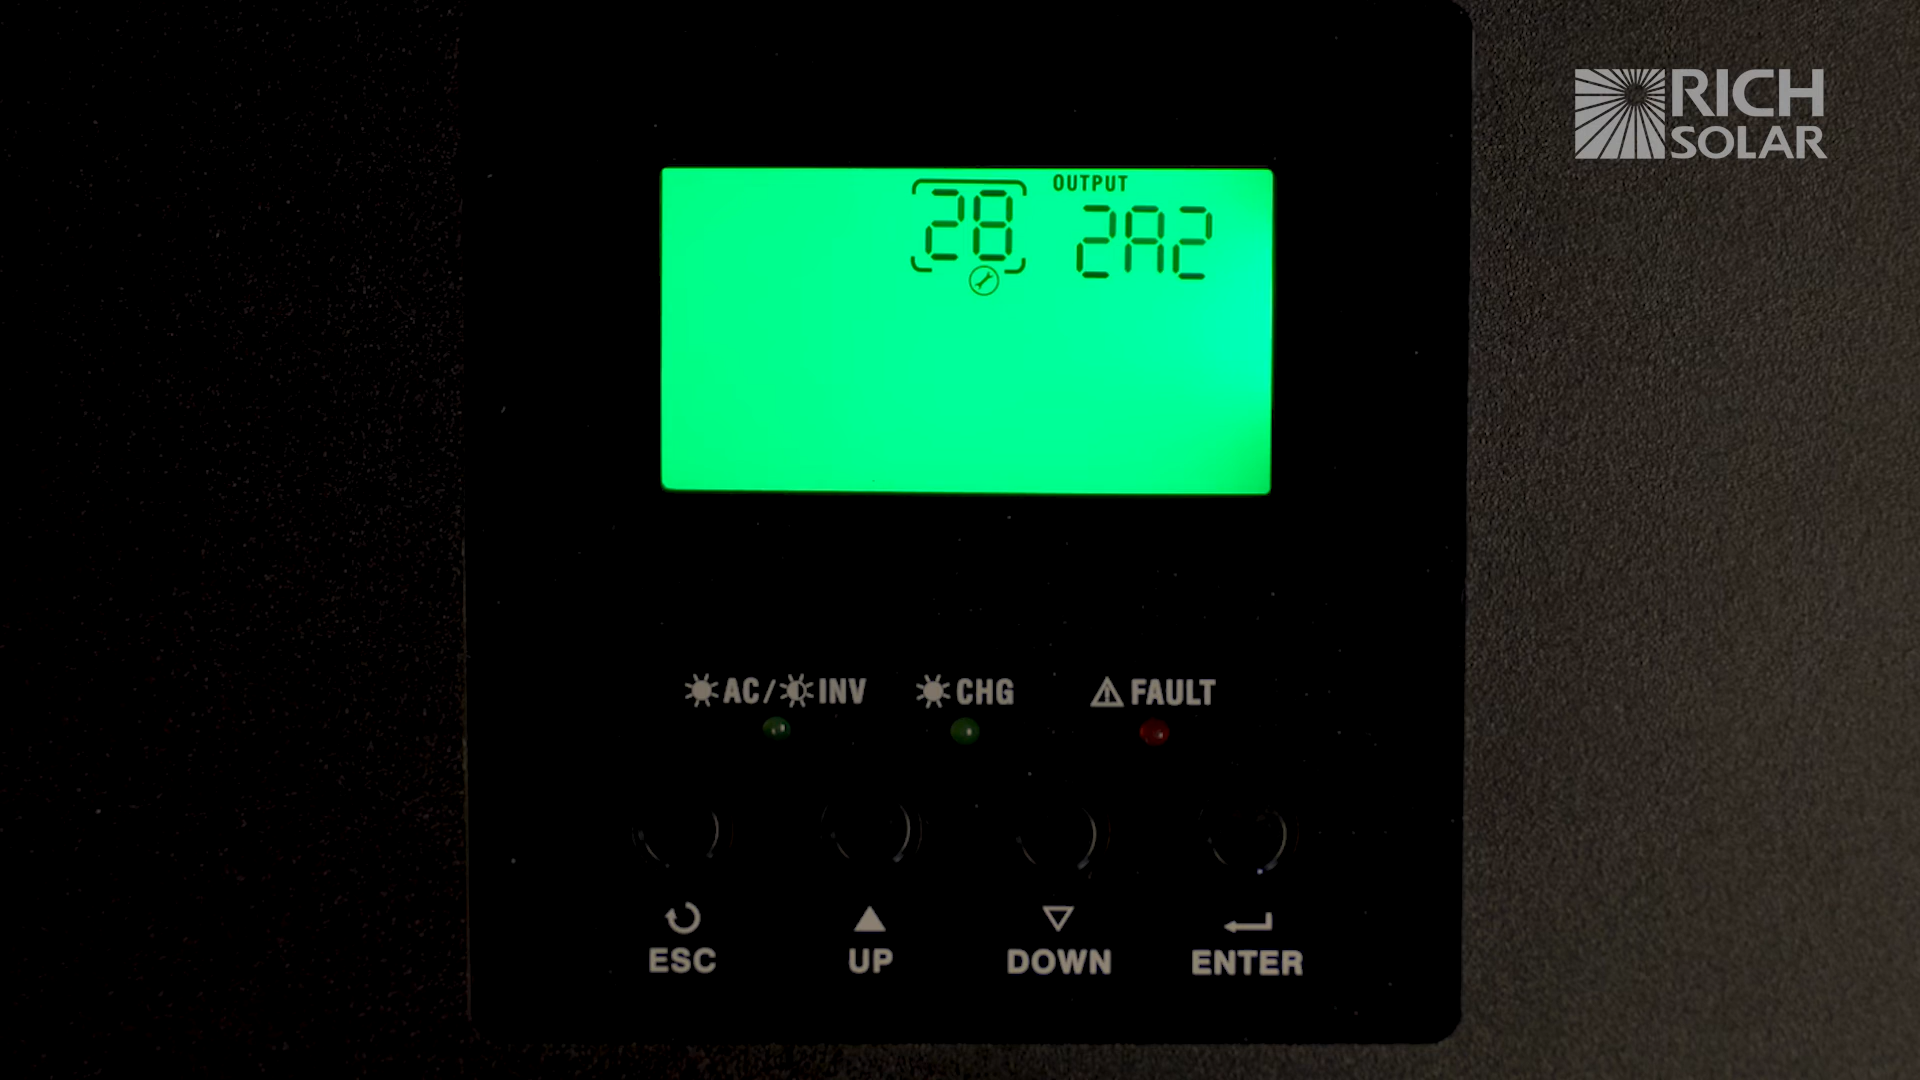 RICH
SOLAR
OUTPUT
28 2A2
AC/ INV CHG FAULT
ESC UP DOWN ENTER